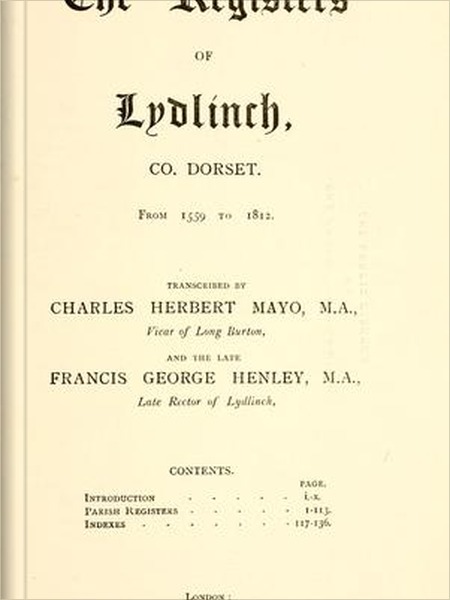 The Registers
OF
Lydlinch,
CO. DORSET.
FROM 1559 TO 1812.
TRANSCRIBED BY
CHARLES HERBERT MAYO, M.A.,
Vicar of Long Burton,
AND THE LATE
FRANCIS GEORGE HENLEY, M.A.,
Late Rector of Lydlinch,
CONTENTS.
PAGE.
INTRODUCTION - - - - - i.-x.
PARISH REGISTERS - - - - - 1-113.
INDEXES - - - - - - 117-136.
LONDON: